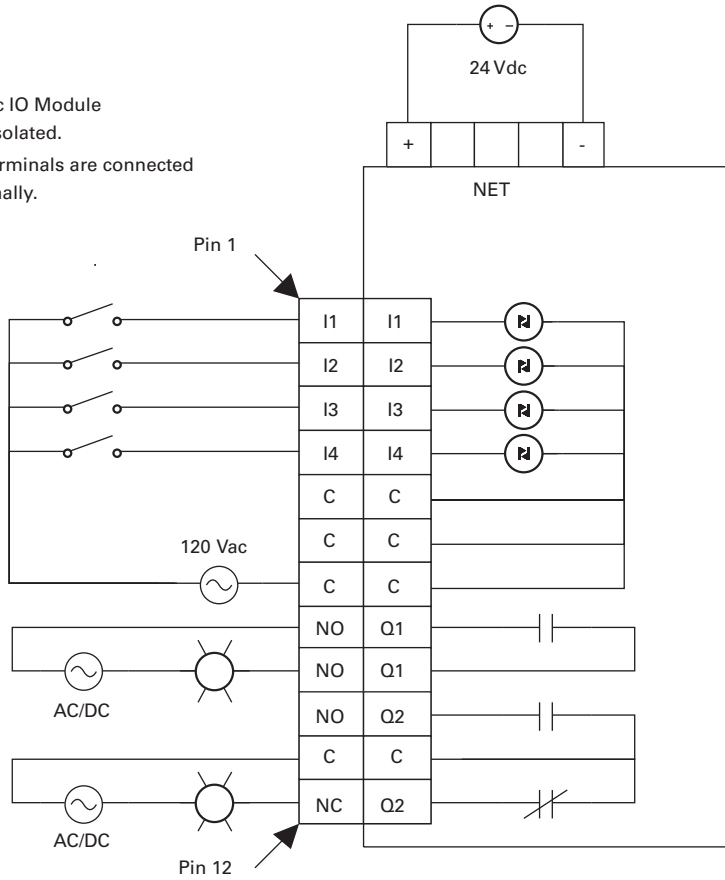 24 Vdc
c IO Module
solated.
rminals are connected
nally.
+ -
NET
Pin 1
I1 I1
I2 I2
I3 I3
I4 I4
C C
C C
120 Vac
C C
NO Q1
NO Q1
AC/DC
NO Q2
C C
NC Q2
AC/DC
Pin 12